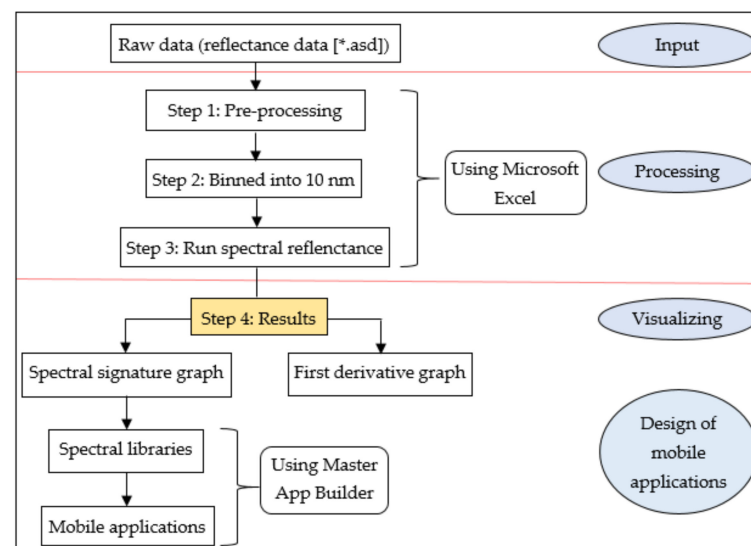 Raw data (reflectance data [*.asd])
Input
Step 1: Pre-processing
Step 2: Binned into 10 nm
Using Microsoft
Excel
Processing
Step 3: Run spectral reflenctance
Step 4: Results
Visualizing
Spectral signature graph
First derivative graph
Spectral libraries
Using Master
App Builder
Design of
mobile
applications
Mobile applications